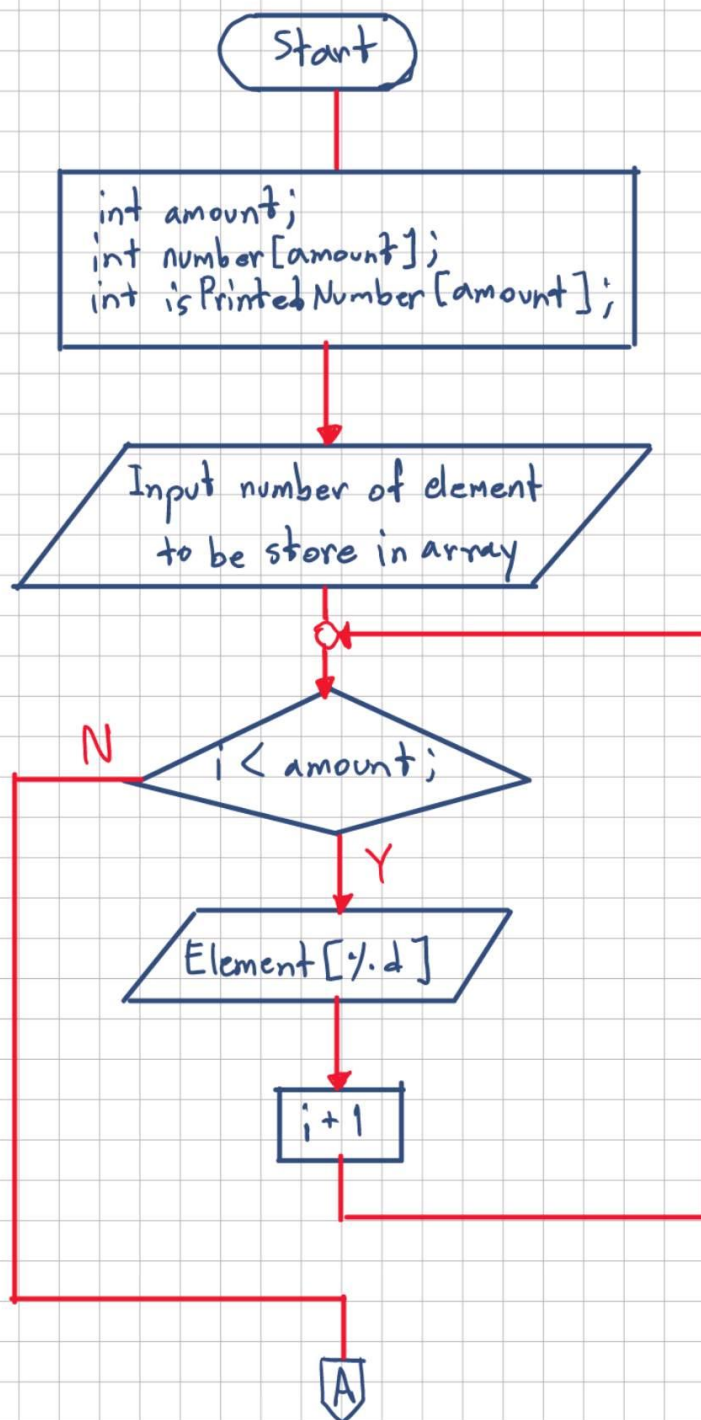 Start
int amount;
int number[amount];
int isPrintedNumber[amount];
Input number of element
to be store in array
i < amount;
N
Y
Element[%d]
i+1
A